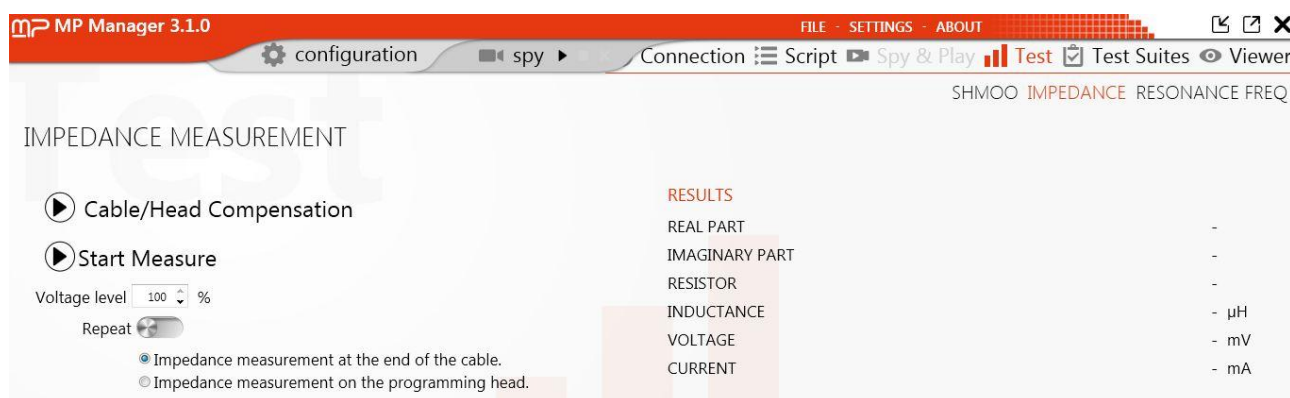 MP MP Manager 3.1.0
FILE - SETTINGS - ABOUT
configuration spy Connection Script Spy & Play Test Test Suites Viewer
Test
SHMOO IMPEDANCE RESONANCE FREQ
IMPEDANCE MEASUREMENT
Cable/Head Compensation
Start Measure
Voltage level 100 %
Repeat
Impedance measurement at the end of the cable.
Impedance measurement on the programming head.
RESULTS
REAL PART -
IMAGINARY PART -
RESISTOR -
INDUCTANCE - µH
VOLTAGE - mV
CURRENT - mA